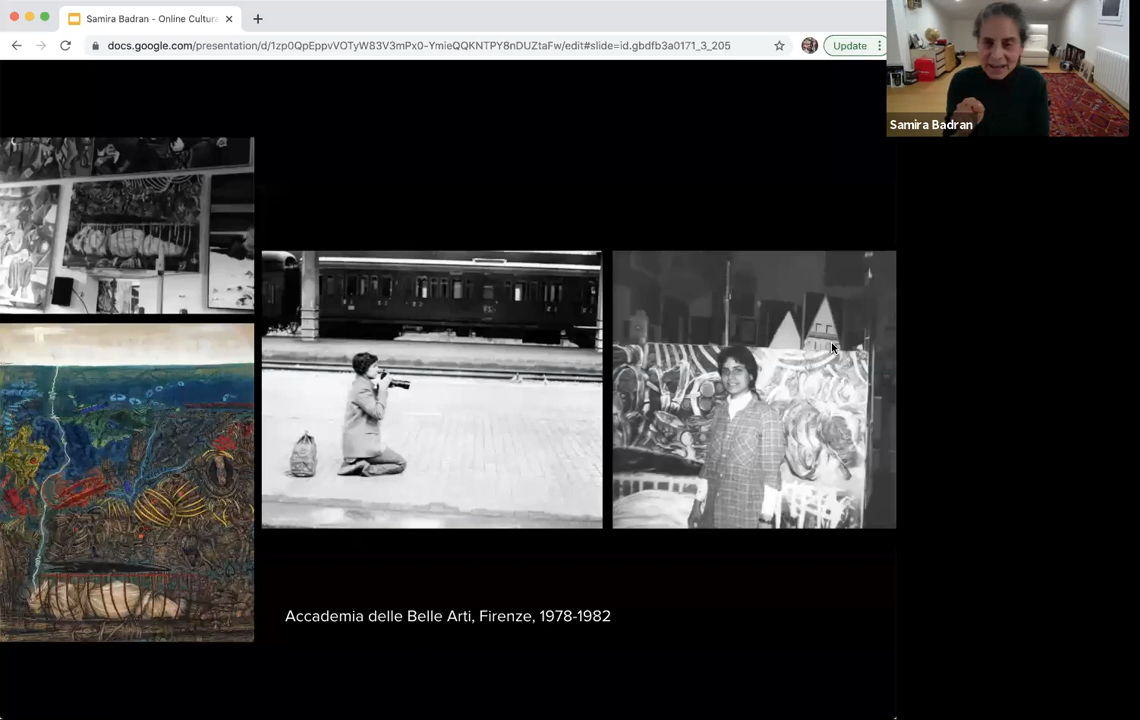 Samira Badran - Online Cultura
docs.google.com/presentation/d/1zp0QpEppvVOTyW83V3mPx0-YmieQQKNTPY8nDUZtaFw/edit#slide=id.gbdfb3a0171_3_205
Update
Samira Badran
Accademia delle Belle Arti, Firenze, 1978-1982